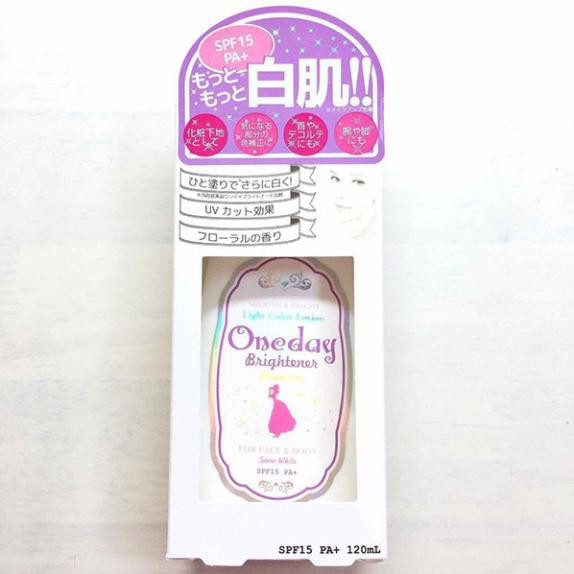 SPF15
PA+
もっと
もっと
白肌!!
化粧下地
として
気になる
部分の
色補正に
首や
デコルテ
にも
腕や脚
にも
ひと塗りでさらに白く!
UVカット効果
フローラルの香り
SMOOTH & BRIGHT
Light Color Lotion
Oneday
Brightener
Premium
FOR FACE & BODY
Snow White
SPF15 PA+
SPF15 PA+ 120mL